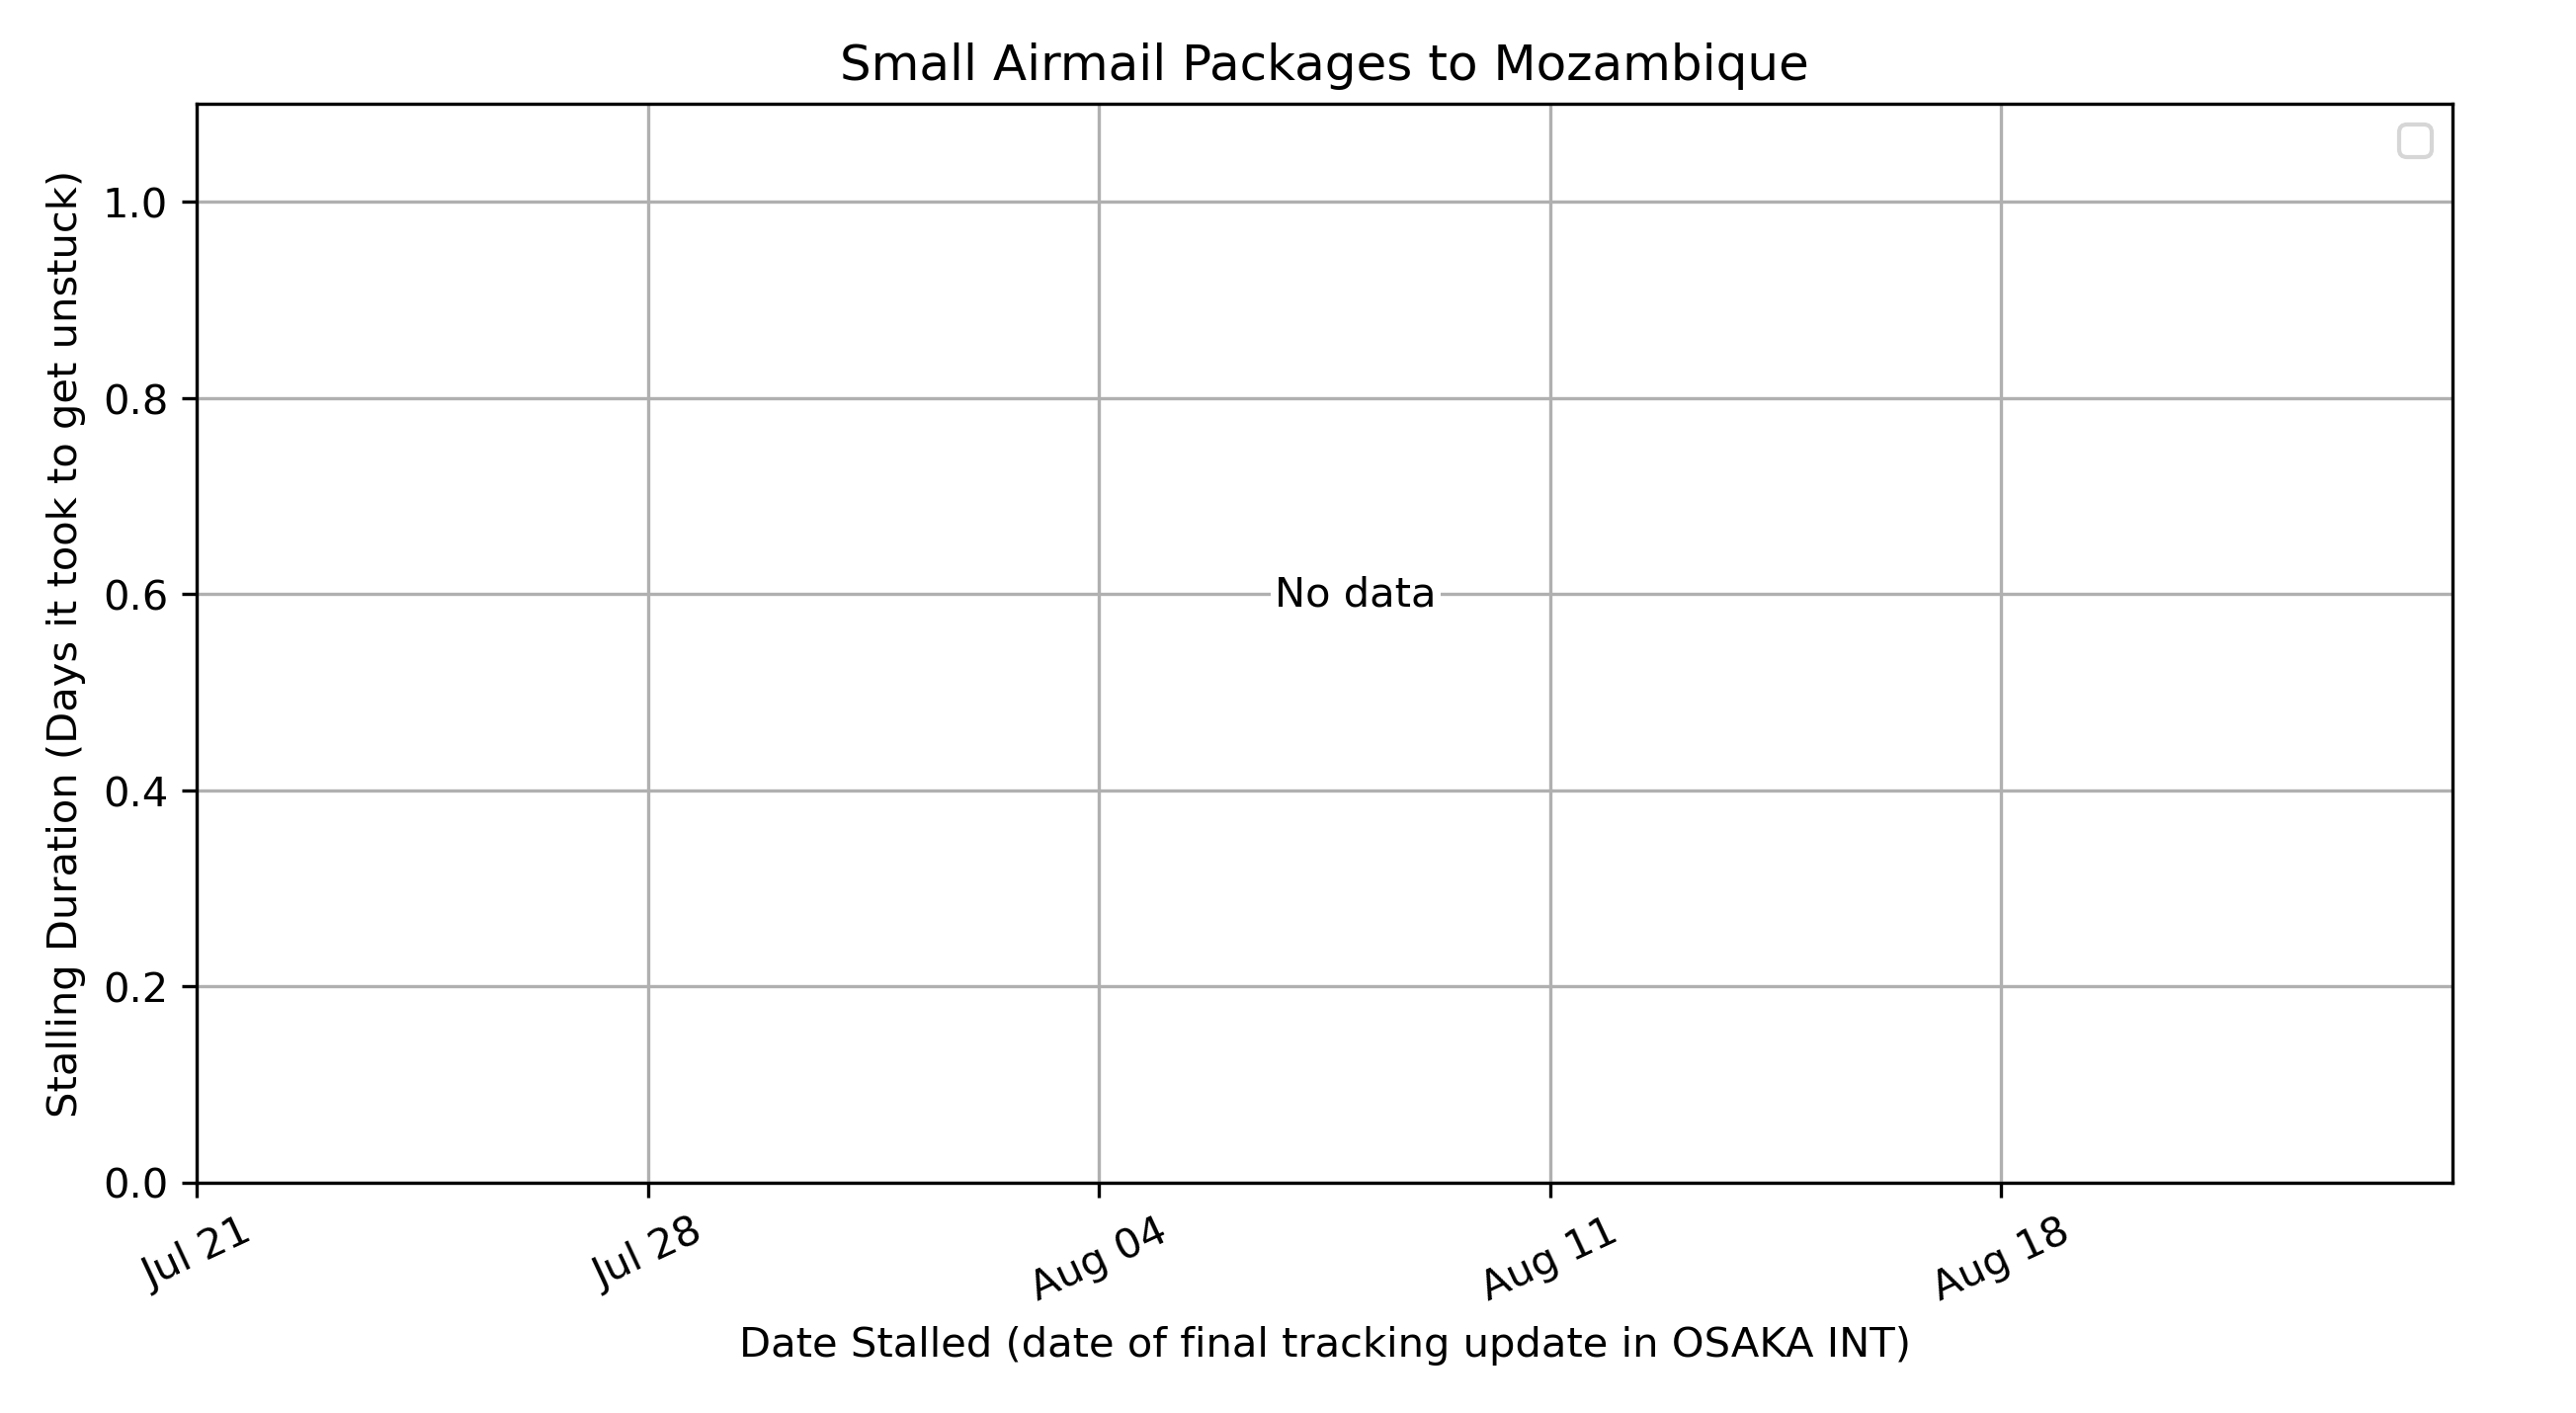 Small Airmail Packages to Mozambique
Stalling Duration (Days it took to get unstuck)
1.0
0.8
0.6
0.4
0.2
0.0
No data
Jul 21
Jul 28
Aug 04
Aug 11
Aug 18
Date Stalled (date of final tracking update in OSAKA INT)